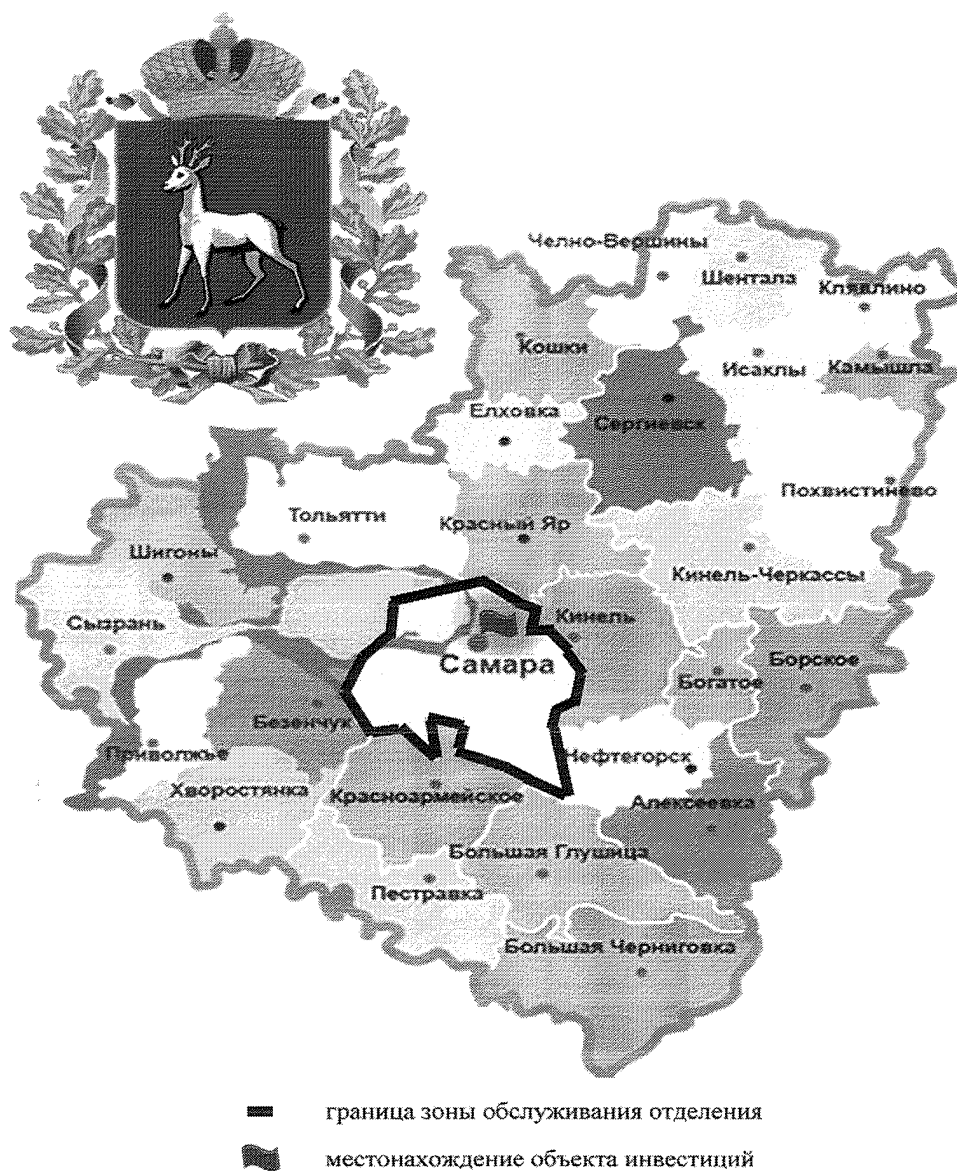 Челно-Вершины
Шентала
Клявлино
Кошки
Исаклы
Камышла
Елховка
Сергиевск
Похвистинево
Тольятти
Красный Яр
Шигоны
Кинель-Черкассы
Сызрань
Кинель
Самара
Богатое
Борское
Безенчук
Приволжье
Нефтегорск
Хворостянка
Красноармейское
Алексеевка
Большая Глушица
Пестравка
Большая Черниговка
граница зоны обслуживания отделения
местонахождение объекта инвестиций